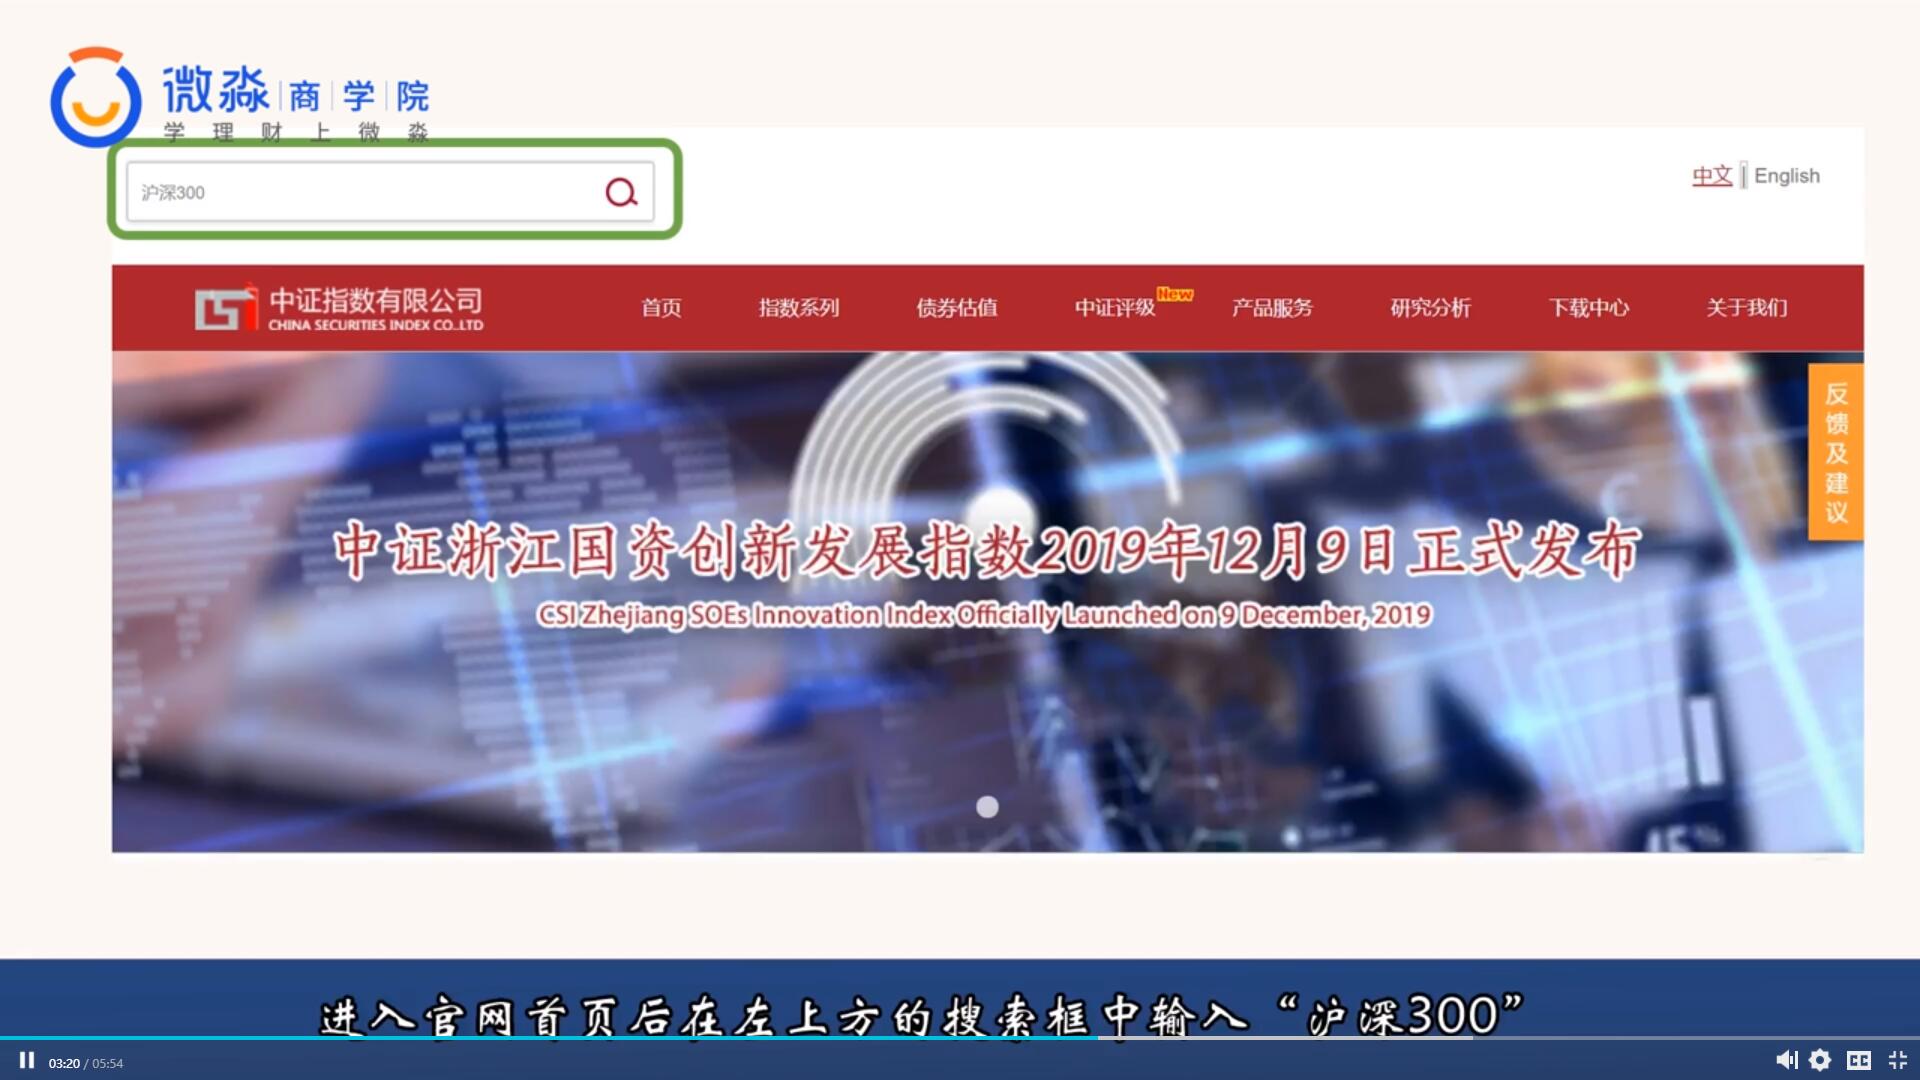 微淼 商 学 院
学 理 财 上 微 淼
沪深300
中文 | English
中证指数有限公司
CHINA SECURITIES INDEX CO.,LTD
首页 指数系列 债券估值 中证评级 New 产品服务 研究分析 下载中心 关于我们
反馈及建议
中证浙江国资创新发展指数2019年12月9日正式发布
CSI Zhejiang SOEs Innovation Index Officially Launched on 9 December, 2019
进入官网首页后在左上方的搜索框中输入“沪深300”
03:20 / 05:54
CC